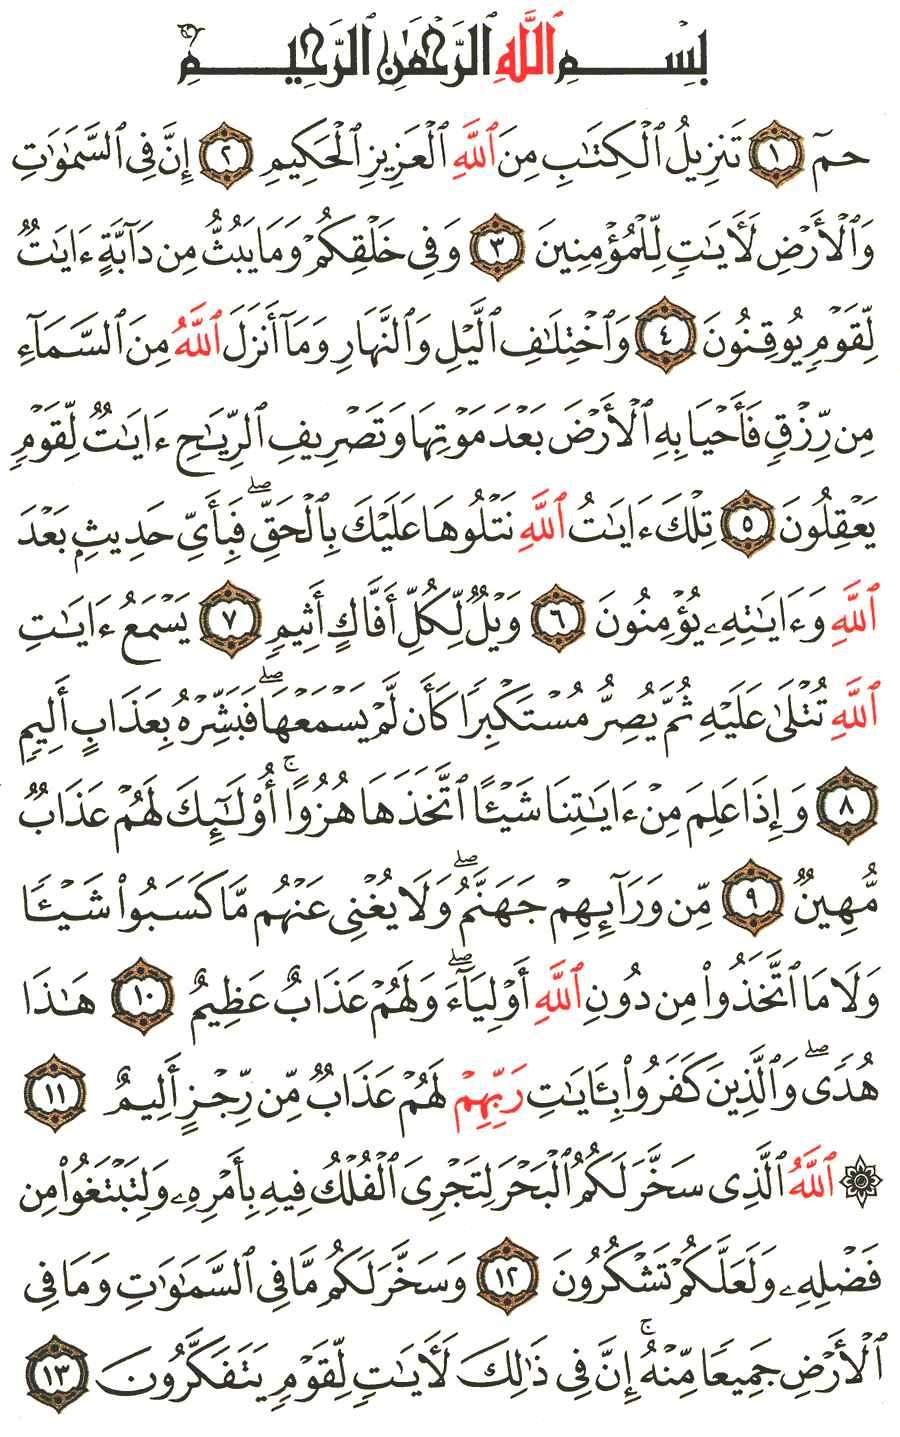 بِسْمِ ٱللَّهِ ٱلرَّحْمَٰنِ ٱلرَّحِيمِ
حمٓ ١ تَنزِيلُ ٱلْكِتَٰبِ مِنَ ٱللَّهِ ٱلْعَزِيزِ ٱلْحَكِيمِ ٢ إِنَّ فِى ٱلسَّمَٰوَٰتِ
وَٱلْأَرْضِ لَأٓيَٰتٍ لِّلْمُؤْمِنِينَ ٣ وَفِى خَلْقِكُمْ وَمَا يَبُثُّ مِن دَآبَّةٍ ءَايَٰتٌ
لِّقَوْمٍ يُوقِنُونَ ٤ وَٱخْتِلَٰفِ ٱلَّيْلِ وَٱلنَّهَارِ وَمَآ أَنزَلَ ٱللَّهُ مِنَ ٱلسَّمَآءِ
مِن رِّزْقٍ فَأَحْيَا بِهِ ٱلْأَرْضَ بَعْدَ مَوْتِهَا وَتَصْرِيفِ ٱلرِّيَٰحِ ءَايَٰتٌ لِّقَوْمٍ
يَعْقِلُونَ ٥ تِلْكَ ءَايَٰتُ ٱللَّهِ نَتْلُوهَا عَلَيْكَ بِٱلْحَقِّ ۖ فَبِأَىِّ حَدِيثٍۭ بَعْدَ
ٱللَّهِ وَءَايَٰتِهِۦ يُؤْمِنُونَ ٦ وَيْلٌ لِّكُلِّ أَفَّاكٍ أَثِيمٍ ٧ يَسْمَعُ ءَايَٰتِ
ٱللَّهِ تُتْلَىٰ عَلَيْهِ ثُمَّ يُصِرُّ مُسْتَكْبِرًا كَأَن لَّمْ يَسْمَعْهَا ۖ فَبَشِّرْهُ بِعَذَابٍ أَلِيمٍ
٨ وَإِذَا عَلِمَ مِنْ ءَايَٰتِنَا شَيْـًٔا ٱتَّخَذَهَا هُزُوًا ۚ أُو۟لَٰٓئِكَ لَهُمْ عَذَابٌ
مُّهِينٌ ٩ مِّن وَرَآئِهِمْ جَهَنَّمُ ۖ وَلَا يُغْنِى عَنْهُم مَّا كَسَبُوا۟ شَيْـًٔا
وَلَا مَا ٱتَّخَذُوا۟ مِن دُونِ ٱللَّهِ أَوْلِيَآءَ ۖ وَلَهُمْ عَذَابٌ عَظِيمٌ ١٠ هَٰذَا
هُدًى ۖ وَٱلَّذِينَ كَفَرُوا۟ بِـَٔايَٰتِ رَبِّهِمْ لَهُمْ عَذَابٌ مِّن رِّجْزٍ أَلِيمٌ ١١
۞ ٱللَّهُ ٱلَّذِى سَخَّرَ لَكُمُ ٱلْبَحْرَ لِتَجْرِىَ ٱلْفُلْكُ فِيهِ بِأَمْرِهِۦ وَلِتَبْتَغُوا۟ مِن
فَضْلِهِۦ وَلَعَلَّكُمْ تَشْكُرُونَ ١٢ وَسَخَّرَ لَكُم مَّا فِى ٱلسَّمَٰوَٰتِ وَمَا فِى
ٱلْأَرْضِ جَمِيعًا مِّنْهُ ۚ إِنَّ فِى ذَٰلِكَ لَأٓيَٰتٍ لِّقَوْمٍ يَتَفَكَّرُونَ ١٣